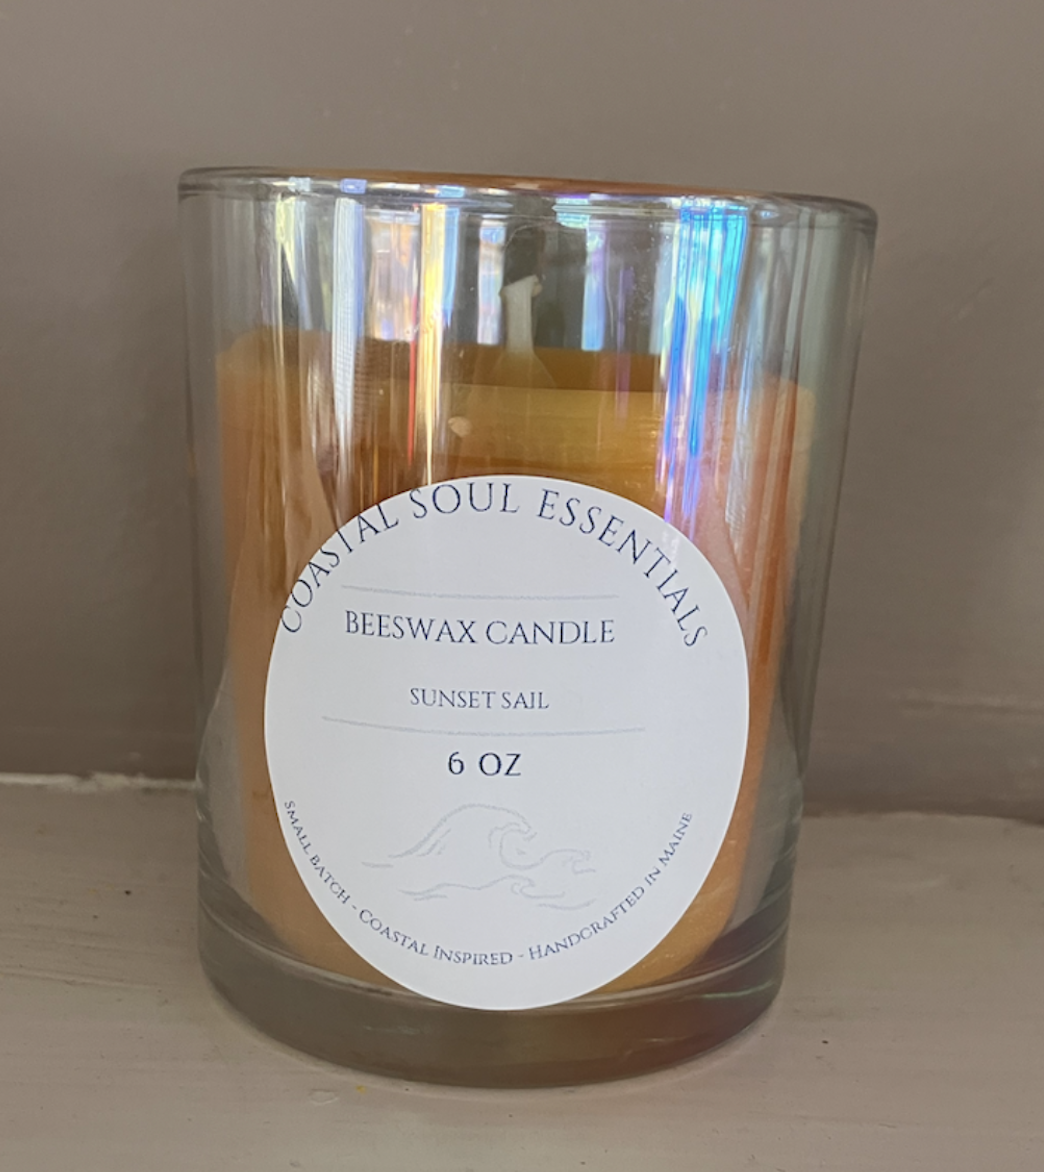 COASTAL SOUL ESSENTIALS
BEESWAX CANDLE
SUNSET SAIL
6 OZ
SMALL BATCH - COASTAL INSPIRED - HANDCRAFTED IN MAINE